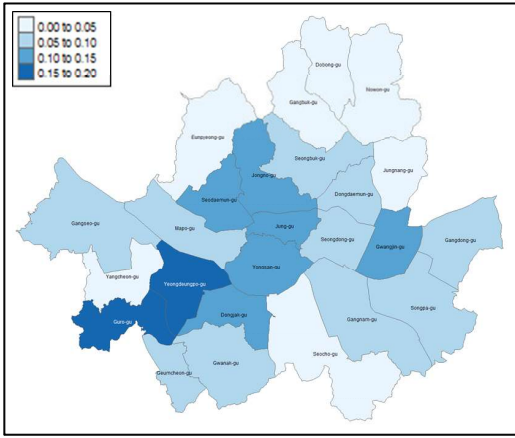 0.00 to 0.05
0.05 to 0.10
0.10 to 0.15
0.15 to 0.20
Dobong-gu
Nowon-gu
Gangbuk-gu
Eunpyeong-gu
Seongbuk-gu
Jungnang-gu
Jongno-gu
Dongdaemun-gu
Seodaemun-gu
Gangseo-gu
Mapo-gu
Jung-gu
Seongdong-gu
Gwangjin-gu
Gangdong-gu
Yangcheon-gu
Yeongdeungpo-gu
Yongsan-gu
Songpa-gu
Guro-gu
Dongjak-gu
Gangnam-gu
Seocho-gu
Gwanak-gu
Geumcheon-gu